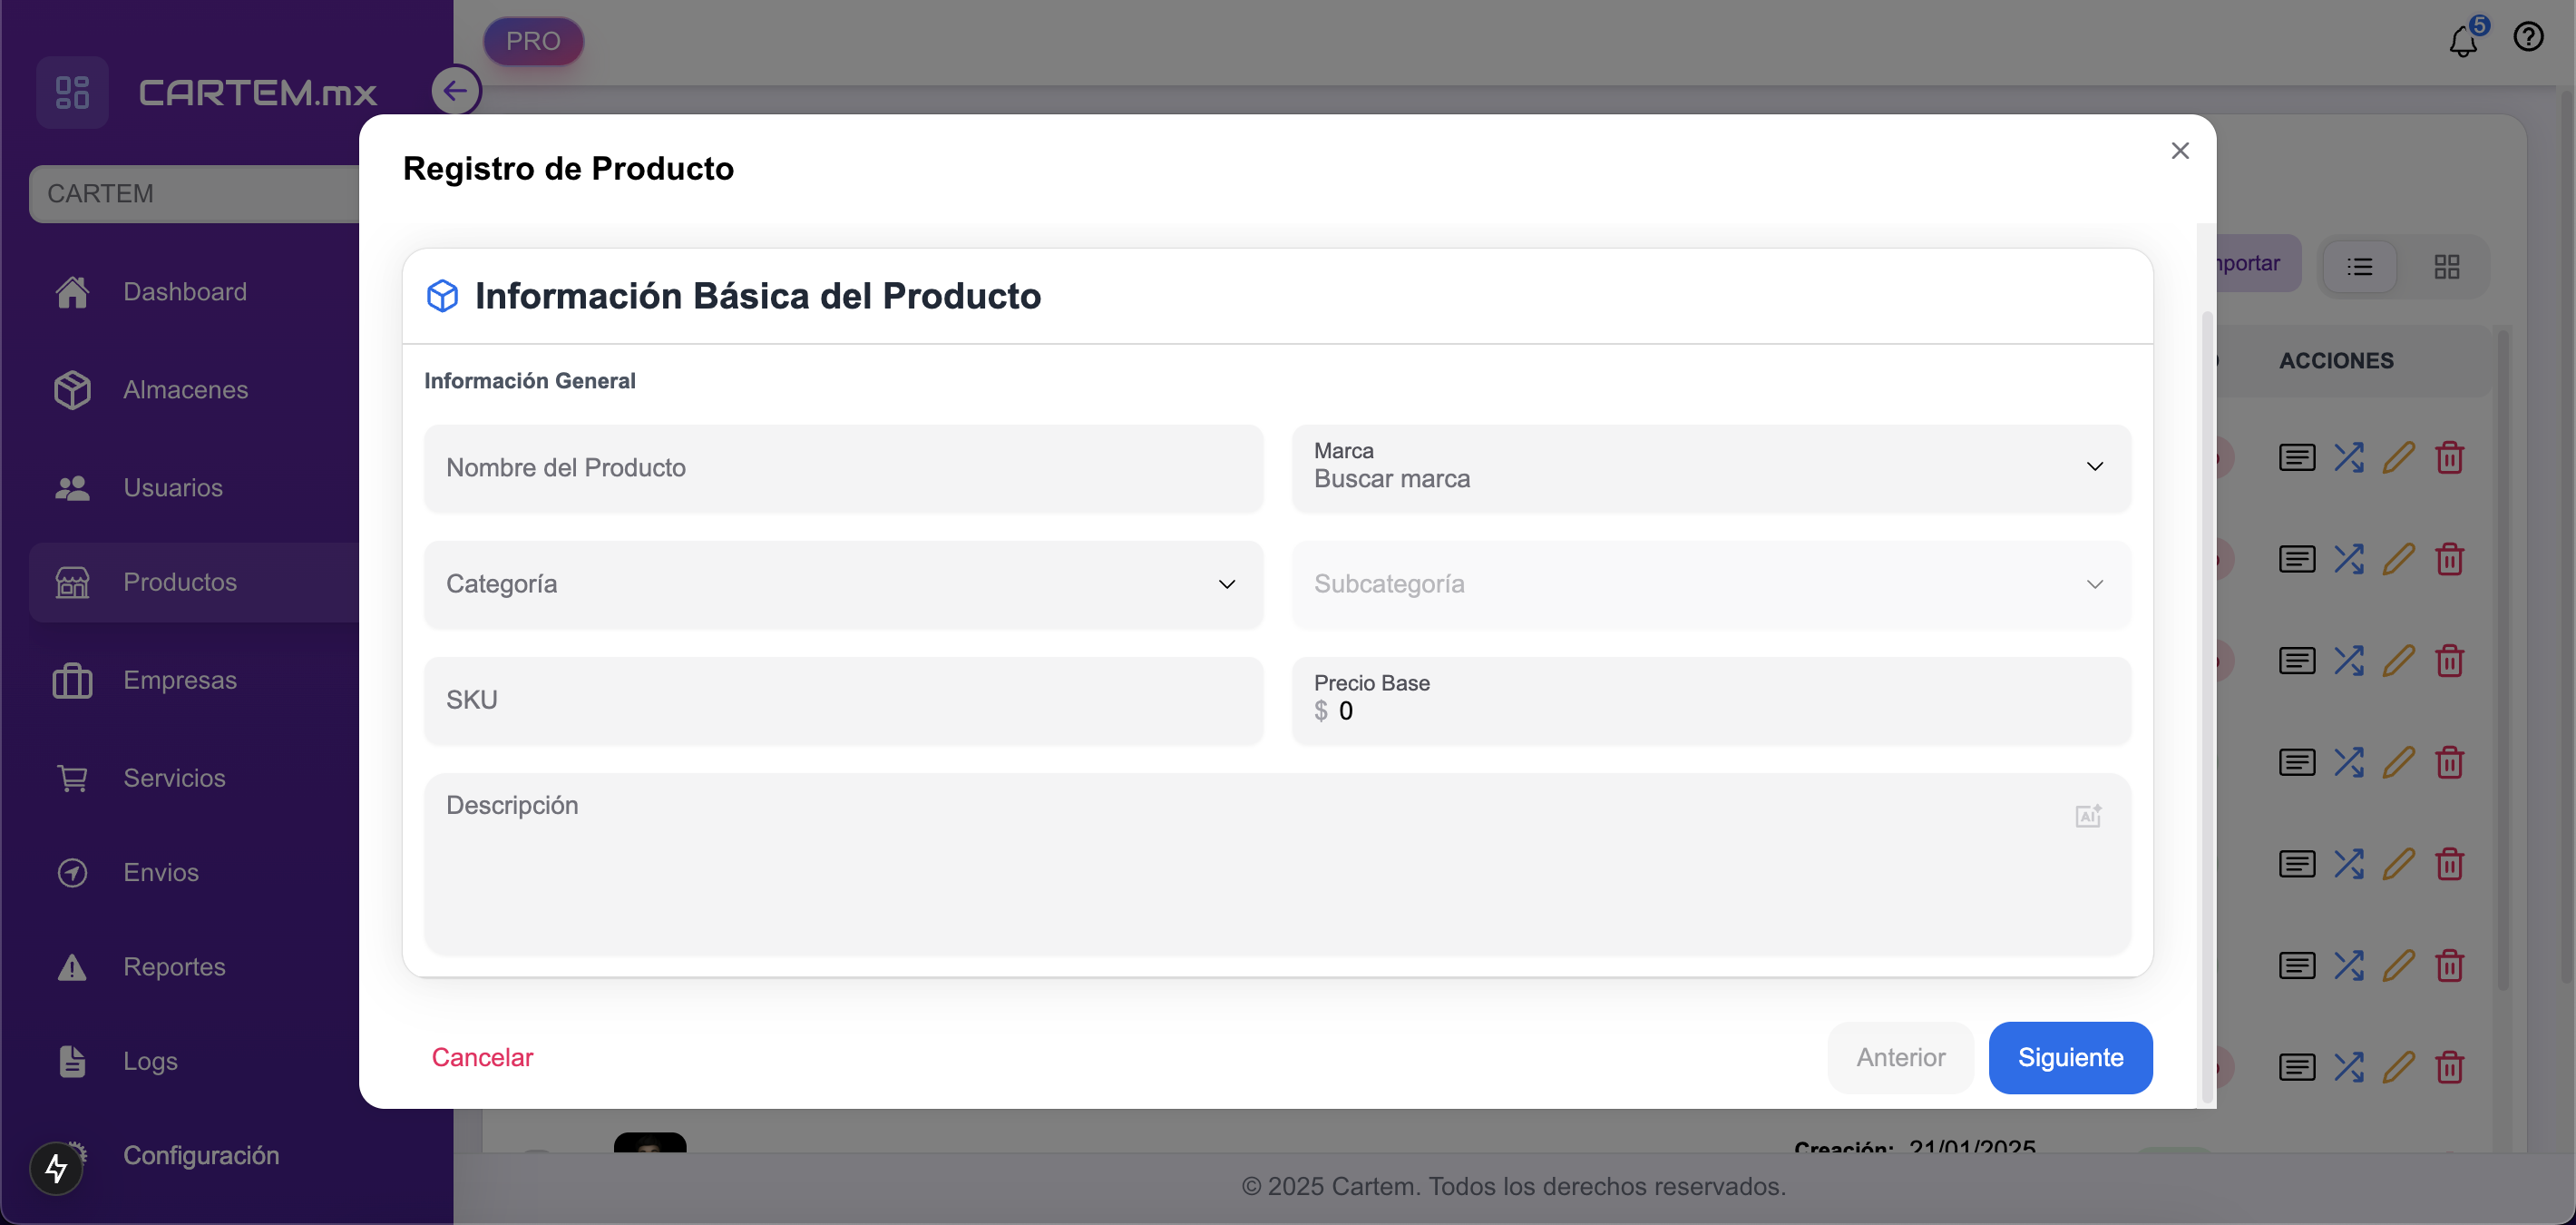 PRO
5
CARTEM.mx
CARTEM
Dashboard
Almacenes
Usuarios
Productos
Empresas
Servicios
Envios
Reportes
Logs
Configuración
Registro de Producto
Información Básica del Producto
Información General
Nombre del Producto
Marca
Buscar marca
Categoría
Subcategoría
SKU
Precio Base
$ 0
Descripción
AI
Cancelar
Anterior
Siguiente
ACCIONES
Creación: 21/01/2025
© 2025 Cartem. Todos los derechos reservados.